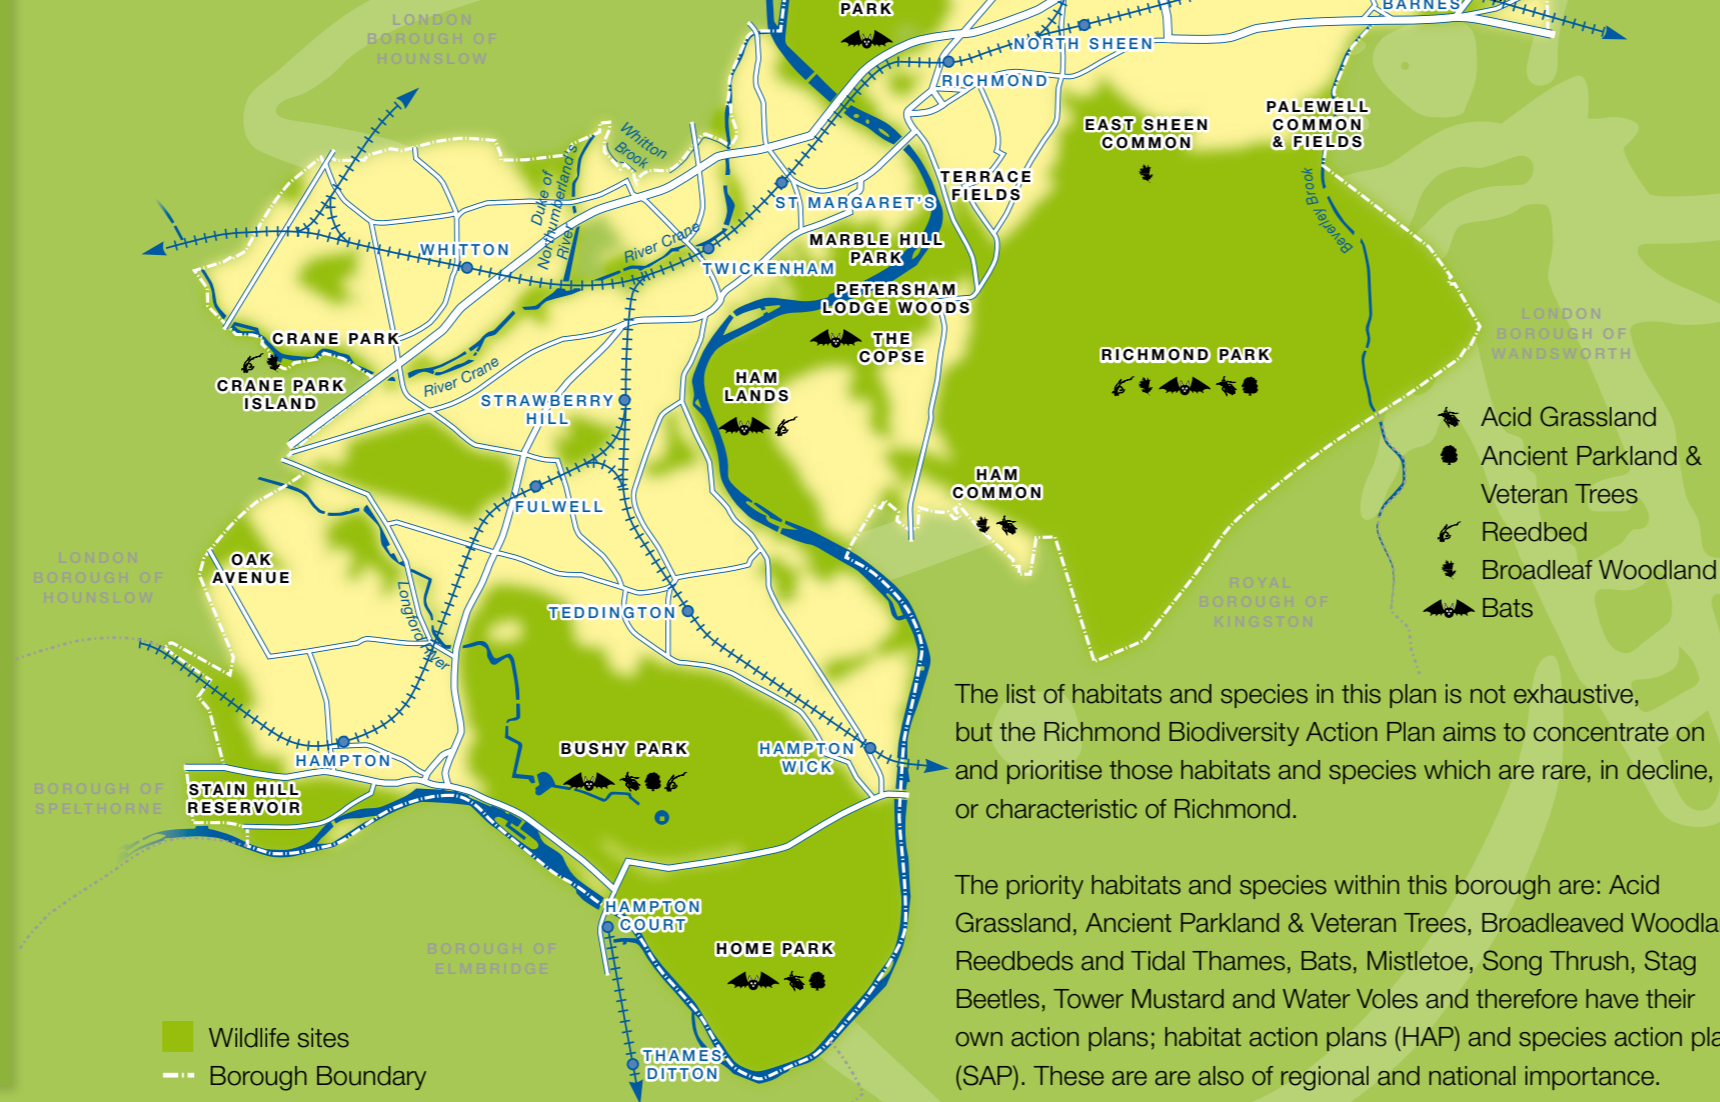 LONDON
BOROUGH OF
HOUNSLOW
PARK
BARNES
NORTH SHEEN
RICHMOND
PALEWELL
COMMON
& FIELDS
EAST SHEEN
COMMON
Whitton
Brook
Duke of
Northumberland's
River
TERRACE
FIELDS
ST MARGARET'S
Beverley Brook
WHITTON
River Crane
MARBLE HILL
PARK
TWICKENHAM
PETERSHAM
LODGE WOODS
THE
COPSE
CRANE PARK
CRANE PARK
ISLAND
River Crane
STRAWBERRY
HILL
HAM
LANDS
RICHMOND PARK
LONDON
BOROUGH OF
WANDSWORTH
HAM
COMMON
FULWELL
Acid Grassland
Ancient Parkland &
Veteran Trees
Reedbed
Broadleaf Woodland
Bats
LONDON
BOROUGH OF
HOUNSLOW
OAK
AVENUE
Longford River
TEDDINGTON
ROYAL
BOROUGH OF
KINGSTON
BUSHY PARK
HAMPTON
WICK
HAMPTON
BOROUGH OF
SPELTHORNE
STAIN HILL
RESERVOIR
The list of habitats and species in this plan is not exhaustive,
but the Richmond Biodiversity Action Plan aims to concentrate on
and prioritise those habitats and species which are rare, in decline,
or characteristic of Richmond.
The priority habitats and species within this borough are: Acid
Grassland, Ancient Parkland & Veteran Trees, Broadleaved Woodla
Reedbeds and Tidal Thames, Bats, Mistletoe, Song Thrush, Stag
Beetles, Tower Mustard and Water Voles and therefore have their
own action plans; habitat action plans (HAP) and species action pla
(SAP). These are are also of regional and national importance.
HAMPTON
COURT
BOROUGH OF
ELMBRIDGE
HOME PARK
THAMES
DITTON
Wildlife sites
Borough Boundary